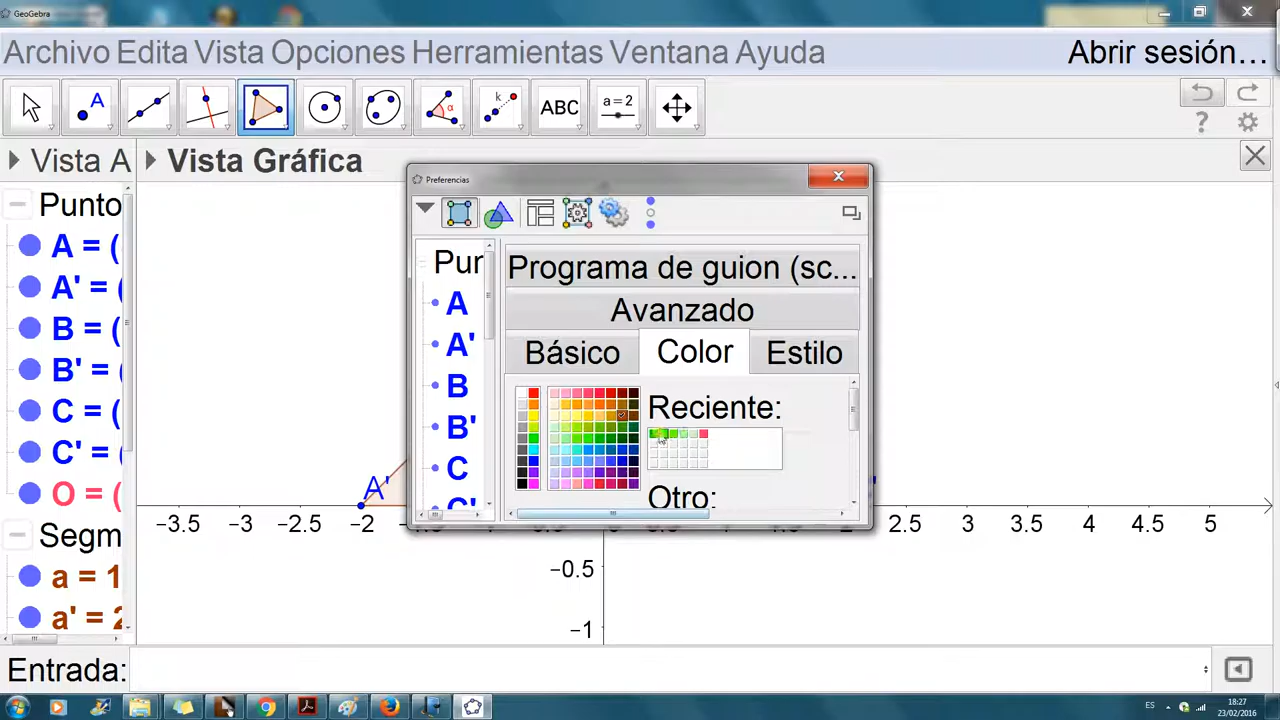 GeoGebra
Archivo Edita Vista Opciones Herramientas Ventana Ayuda
Abrir sesión...
A
α
k
ABC
a=2
?
Vista A
Vista Gráfica
Punto
A = (
A' = (
B = (
B' = (
C = (
C' = (
O = (
Segm
a = 1
a' = 2
Preferencias
Pur
A
A'
B
B'
C
C'
Programa de guion (sc...
Avanzado
Básico
Color
Estilo
Reciente:
Otro:
A'
−3.5 −3 −2.5 −2 2.5 3 3.5 4 4.5 5
−0.5
−1
Entrada:
ES
18:27
23/02/2016